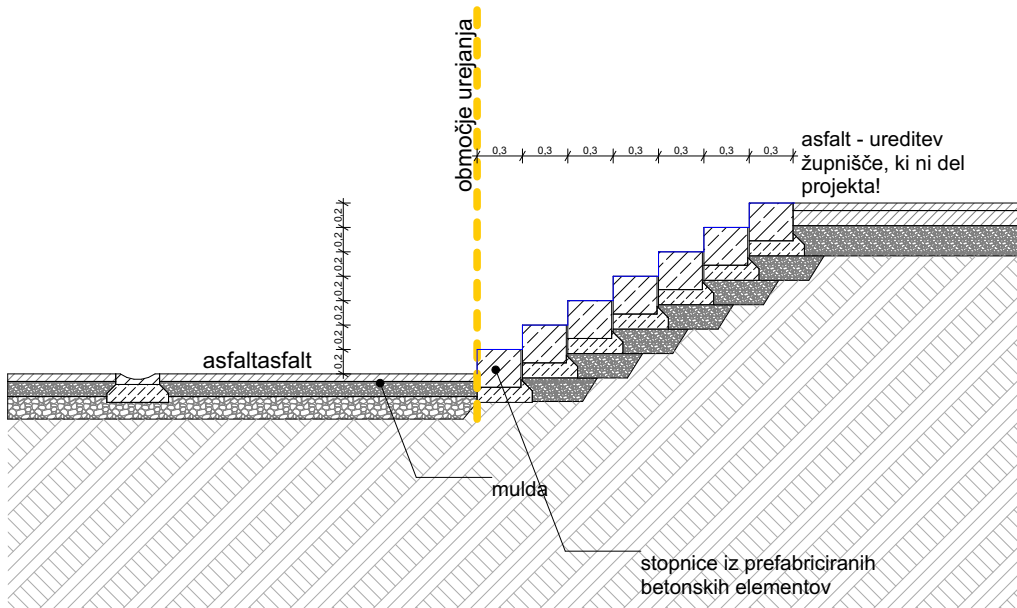 območje urejanja
0,3 0,3 0,3 0,3 0,3 0,3 0,3
asfalt - ureditev
župnišče, ki ni del
projekta!
0,2 0,2 0,2 0,2 0,2 0,2 0,2
asfaltasfalt
mulda
stopnice iz prefabriciranih
betonskih elementov